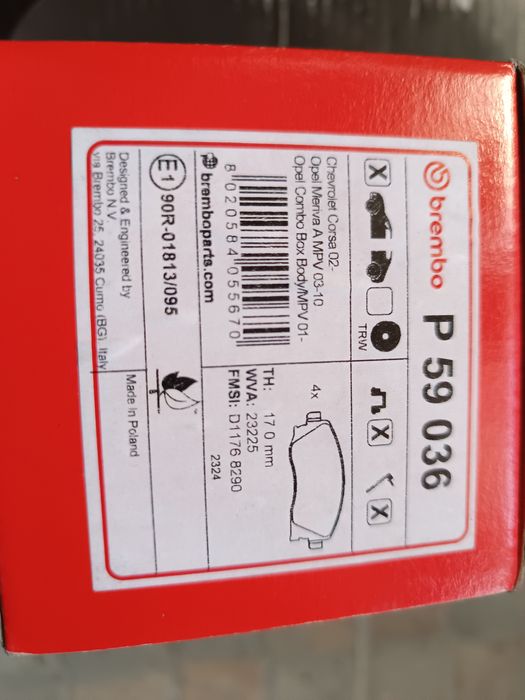 brembo
P 59 036
X
TRW
X
X
Chevrolet Corsa 02-
Opel Meriva A MPV 03-10
Opel Combo Box Body/MPV 01-
4x
8 020584 055670
TH: 17.0 mm
WVA: 23225
FMSI: D1176 8290
2324
bremboparts.com
E1 90R-01813/095
Designed & Engineered by
Brembo N.V.
via Brembo 25, 24035 Curno (BG), Italy
Made In Poland